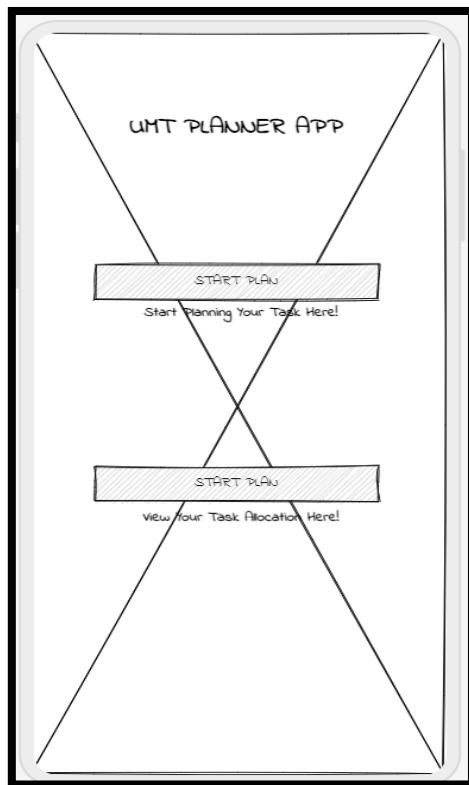 UMT PLANNER APP
START PLAN
Start Planning Your Task Here!
START PLAN
View Your Task Allocation Here!